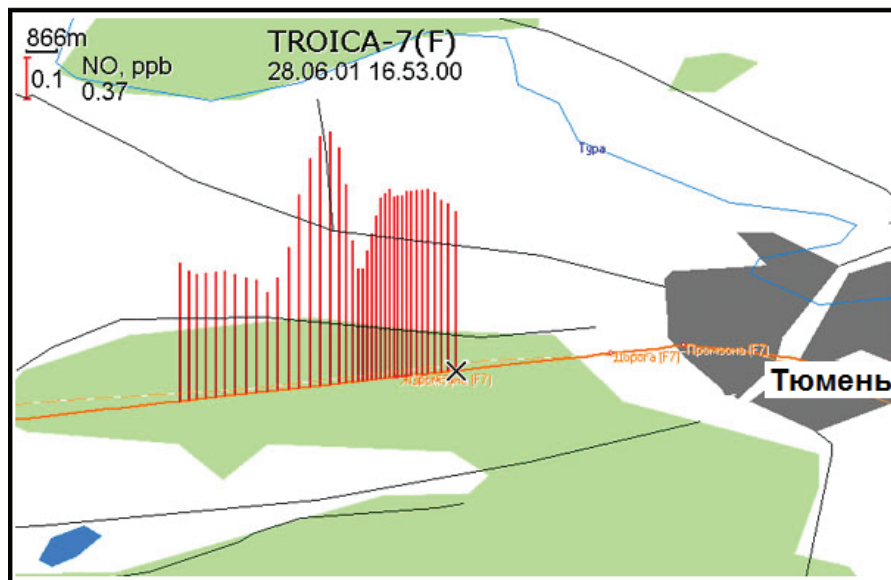 866m
TROICA-7(F)
28.06.01 16.53.00
0.1
NO, ppb
0.37
Тура
Дорога (F7)
Промзона (F7)
(F7)
Тюмень